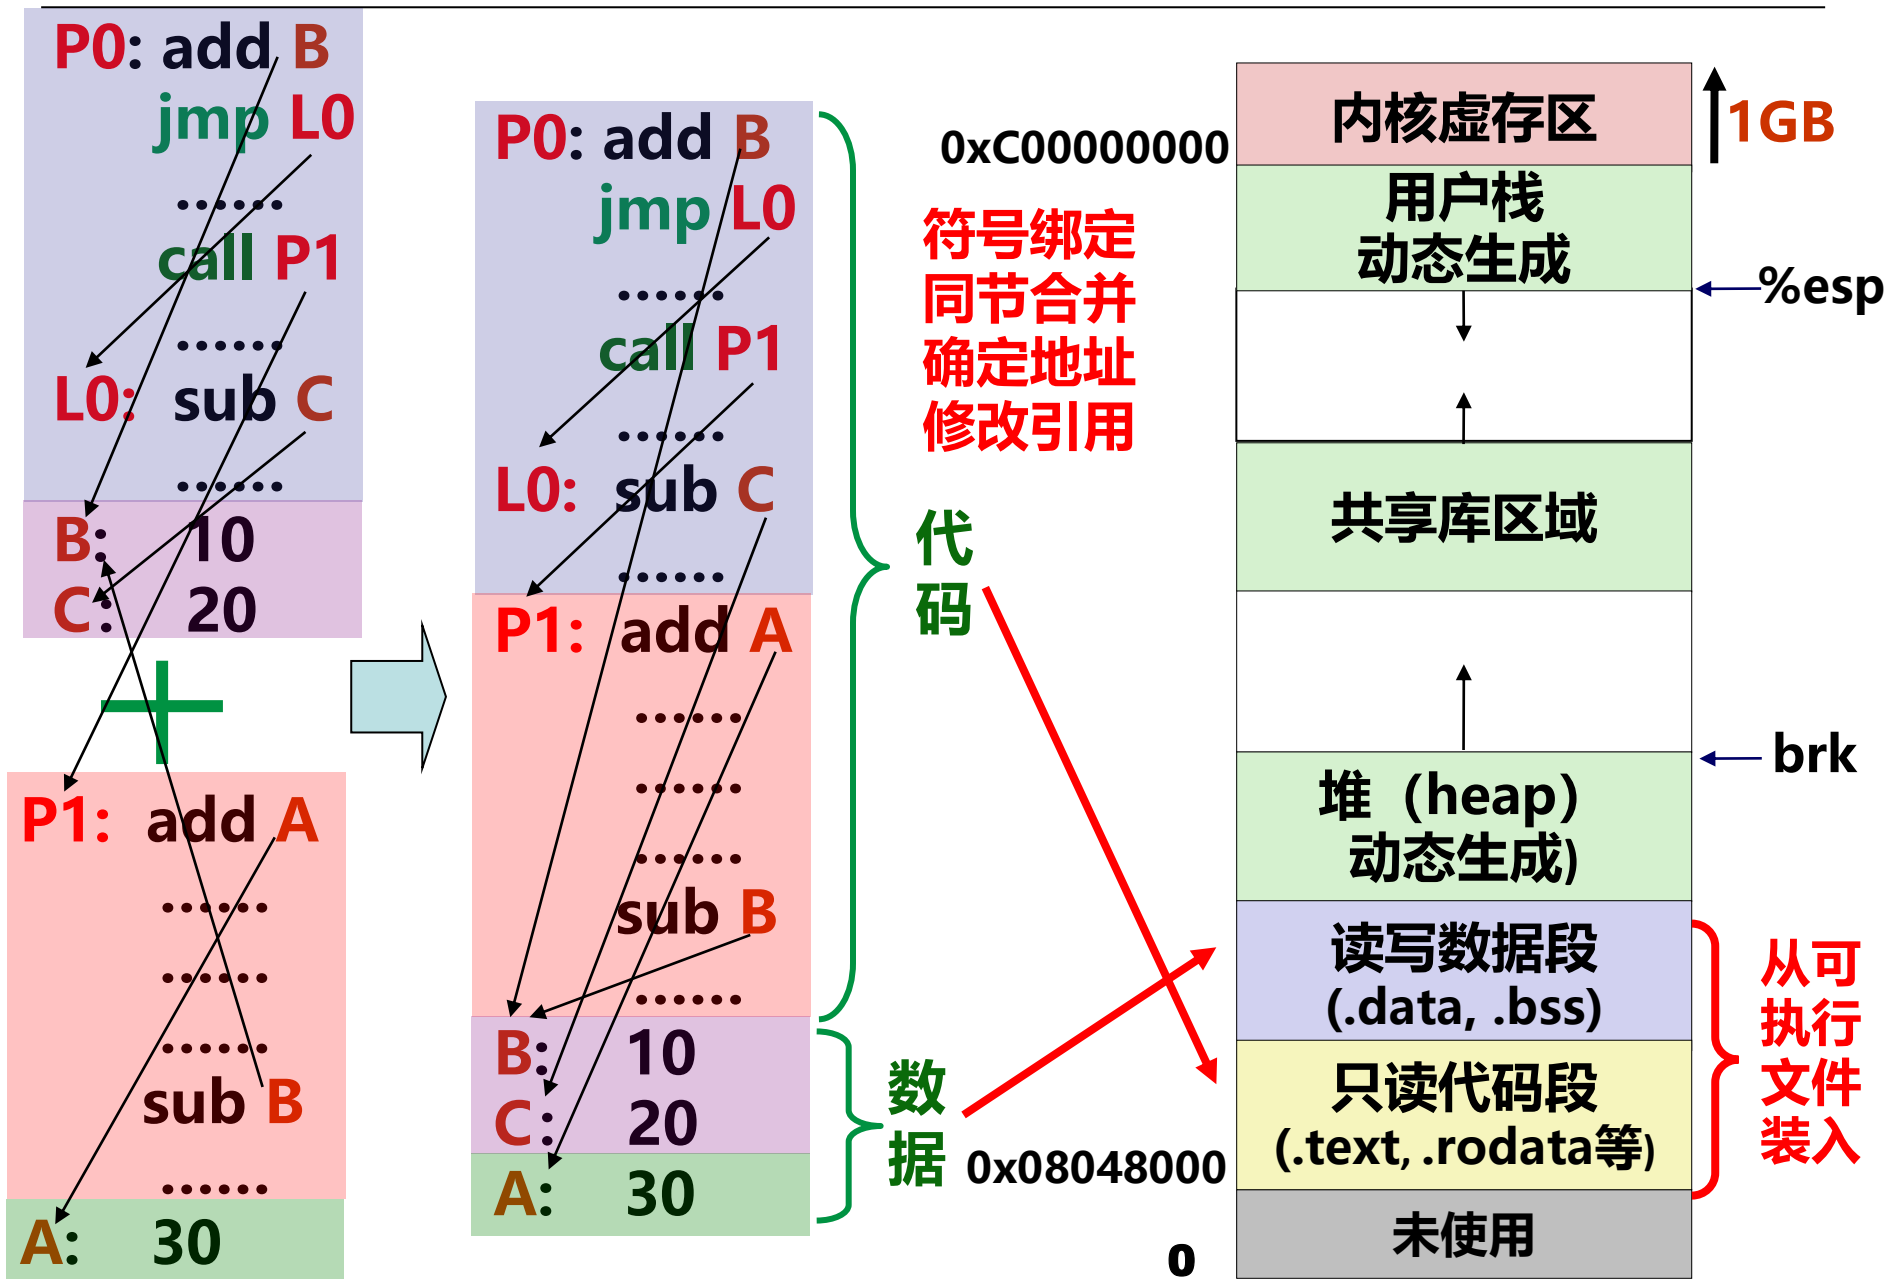 P0: add B
jmp L0
……
call P1
……
L0: sub C
……
B: 10
C: 20
P1: add A
……
……
……
sub B
……
A: 30
P0: add B
jmp L0
……
call P1
……
L0: sub C
……
P1: add A
……
……
……
sub B
……
B: 10
C: 20
A: 30
代
码
数
据
符号绑定
同节合并
确定地址
修改引用
0xC00000000
0x08048000
0
内核虚存区
用户栈
动态生成
共享库区域
堆（heap）
动态生成)
读写数据段
(.data, .bss)
只读代码段
(.text, .rodata等)
未使用
1GB
%esp
brk
从可
执行
文件
装入